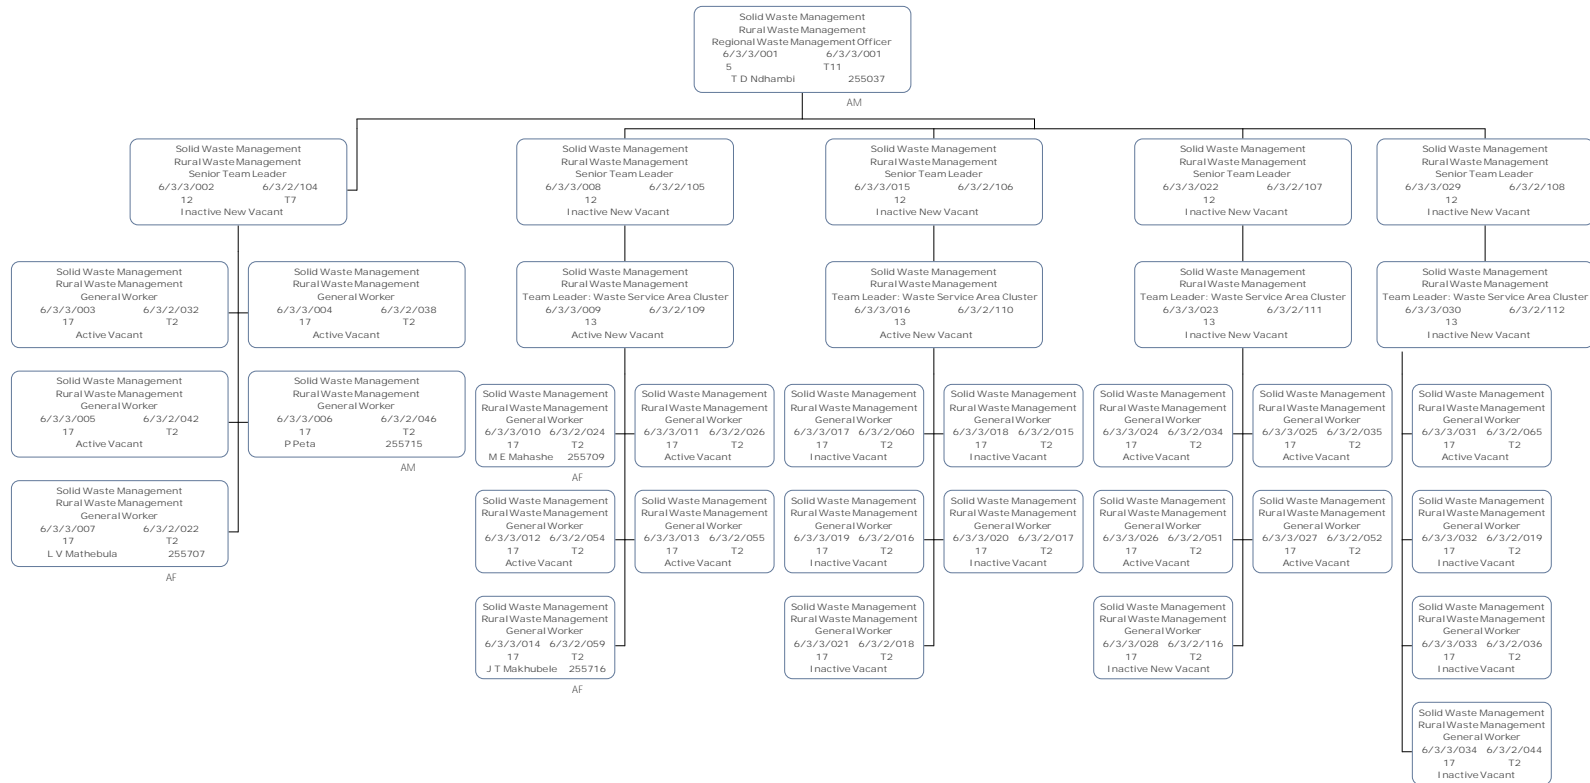 Solid Waste Management
Rural Waste Management
Regional Waste Management Officer
6/3/3/001 6/3/3/001
5 T11
T D Ndhambi 255037
AM
Solid Waste Management
Rural Waste Management
Senior Team Leader
6/3/3/002 6/3/2/104
12 T7
Inactive New Vacant
Solid Waste Management
Rural Waste Management
Senior Team Leader
6/3/3/008 6/3/2/105
12
Inactive New Vacant
Solid Waste Management
Rural Waste Management
Senior Team Leader
6/3/3/015 6/3/2/106
12
Inactive New Vacant
Solid Waste Management
Rural Waste Management
Senior Team Leader
6/3/3/022 6/3/2/107
12
Inactive New Vacant
Solid Waste Management
Rural Waste Management
Senior Team Leader
6/3/3/029 6/3/2/108
12
Inactive New Vacant
Solid Waste Management
Rural Waste Management
General Worker
6/3/3/003 6/3/2/032
17 T2
Active Vacant
Solid Waste Management
Rural Waste Management
General Worker
6/3/3/004 6/3/2/038
17 T2
Active Vacant
Solid Waste Management
Rural Waste Management
Team Leader: Waste Service Area Cluster
6/3/3/009 6/3/2/109
13
Active New Vacant
Solid Waste Management
Rural Waste Management
Team Leader: Waste Service Area Cluster
6/3/3/016 6/3/2/110
13
Active New Vacant
Solid Waste Management
Rural Waste Management
Team Leader: Waste Service Area Cluster
6/3/3/023 6/3/2/111
13
Inactive New Vacant
Solid Waste Management
Rural Waste Management
Team Leader: Waste Service Area Cluster
6/3/3/030 6/3/2/112
13
Inactive New Vacant
Solid Waste Management
Rural Waste Management
General Worker
6/3/3/005 6/3/2/042
17 T2
Active Vacant
Solid Waste Management
Rural Waste Management
General Worker
6/3/3/006 6/3/2/046
17 T2
P Peta 255715
AM
Solid Waste Management
Rural Waste Management
General Worker
6/3/3/010 6/3/2/024
17 T2
M E Mahashe 255709
AF
Solid Waste Management
Rural Waste Management
General Worker
6/3/3/011 6/3/2/026
17 T2
Active Vacant
Solid Waste Management
Rural Waste Management
General Worker
6/3/3/017 6/3/2/060
17 T2
Inactive Vacant
Solid Waste Management
Rural Waste Management
General Worker
6/3/3/018 6/3/2/015
17 T2
Inactive Vacant
Solid Waste Management
Rural Waste Management
General Worker
6/3/3/024 6/3/2/034
17 T2
Active Vacant
Solid Waste Management
Rural Waste Management
General Worker
6/3/3/025 6/3/2/035
17 T2
Active Vacant
Solid Waste Management
Rural Waste Management
General Worker
6/3/3/031 6/3/2/065
17 T2
Active Vacant
Solid Waste Management
Rural Waste Management
General Worker
6/3/3/007 6/3/2/022
17 T2
L V Mathebula 255707
AF
Solid Waste Management
Rural Waste Management
General Worker
6/3/3/012 6/3/2/054
17 T2
Active Vacant
Solid Waste Management
Rural Waste Management
General Worker
6/3/3/013 6/3/2/055
17 T2
Active Vacant
Solid Waste Management
Rural Waste Management
General Worker
6/3/3/019 6/3/2/016
17 T2
Inactive Vacant
Solid Waste Management
Rural Waste Management
General Worker
6/3/3/020 6/3/2/017
17 T2
Inactive Vacant
Solid Waste Management
Rural Waste Management
General Worker
6/3/3/026 6/3/2/051
17 T2
Active Vacant
Solid Waste Management
Rural Waste Management
General Worker
6/3/3/027 6/3/2/052
17 T2
Active Vacant
Solid Waste Management
Rural Waste Management
General Worker
6/3/3/032 6/3/2/019
17 T2
Inactive Vacant
Solid Waste Management
Rural Waste Management
General Worker
6/3/3/014 6/3/2/059
17 T2
J T Makhubele 255716
AF
Solid Waste Management
Rural Waste Management
General Worker
6/3/3/021 6/3/2/018
17 T2
Inactive Vacant
Solid Waste Management
Rural Waste Management
General Worker
6/3/3/028 6/3/2/116
17 T2
Inactive New Vacant
Solid Waste Management
Rural Waste Management
General Worker
6/3/3/033 6/3/2/036
17 T2
Inactive Vacant
Solid Waste Management
Rural Waste Management
General Worker
6/3/3/034 6/3/2/044
17 T2
Inactive Vacant